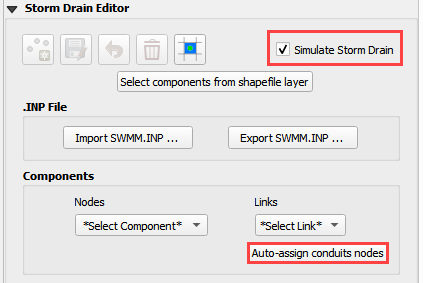 Storm Drain Editor
Simulate Storm Drain
Select components from shapefile layer
.INP File
Import SWMM.INP ...
Export SWMM.INP ...
Components
Nodes
Links
*Select Component*
*Select Link*
Auto-assign conduits nodes